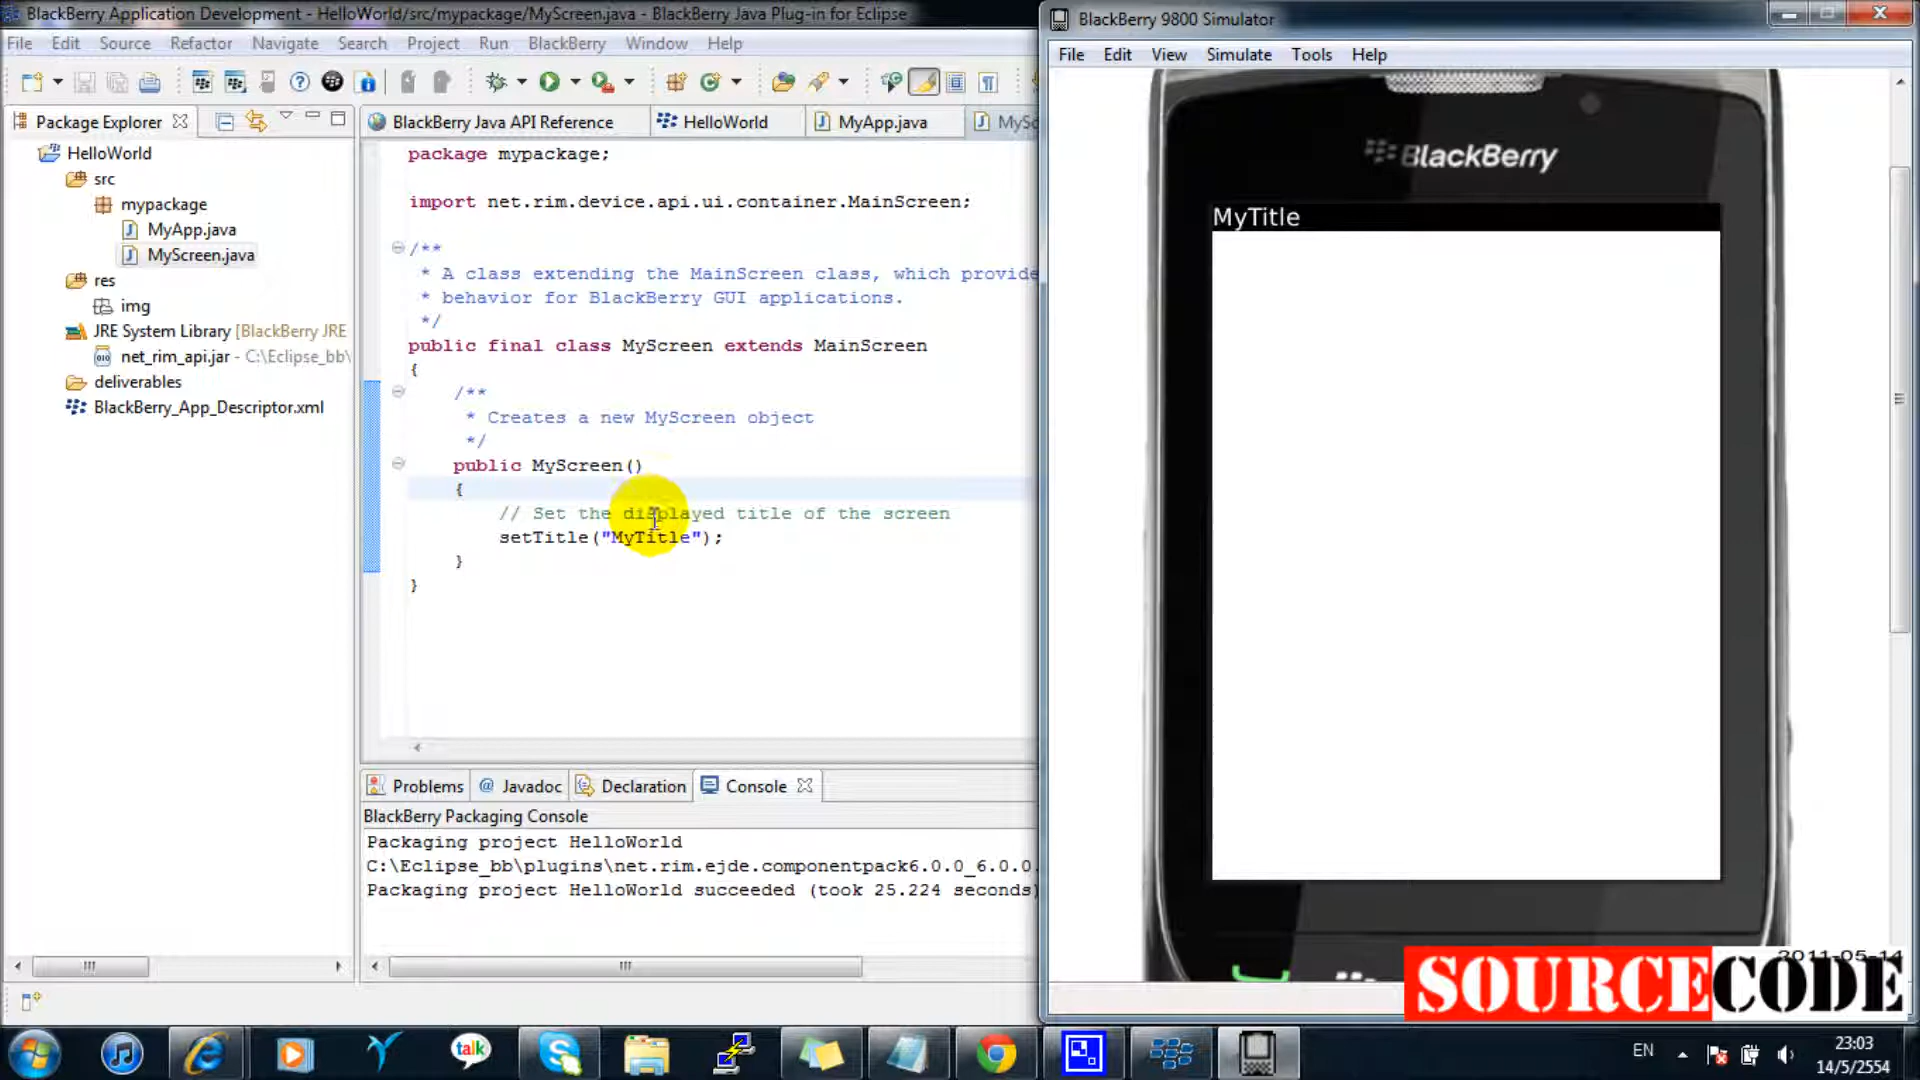 BlackBerry Application Development - HelloWorld/src/mypackage/MyScreen.java - BlackBerry Java Plug-in for Eclipse
File Edit Source Refactor Navigate Search Project Run BlackBerry Window Help
Package Explorer
HelloWorld
src
mypackage
MyApp.java
MyScreen.java
res
img
JRE System Library [BlackBerry JRE
net_rim_api.jar - C:\Eclipse_bb\
deliverables
BlackBerry_App_Descriptor.xml
BlackBerry Java API Reference
HelloWorld
MyApp.java
package mypackage;
import net.rim.device.api.ui.container.MainScreen;
/**
* A class extending the MainScreen class, which provide
* behavior for BlackBerry GUI applications.
*/
public final class MyScreen extends MainScreen
{
/**
* Creates a new MyScreen object
*/
public MyScreen()
{
// Set the displayed title of the screen
setTitle("MyTitle");
}
}
Problems
@ Javadoc
Declaration
Console
BlackBerry Packaging Console
Packaging project HelloWorld
C:\Eclipse_bb\plugins\net.rim.ejde.componentpack6.0.0_6.0.0.
Packaging project HelloWorld succeeded (took 25.224 seconds)
BlackBerry 9800 Simulator
File Edit View Simulate Tools Help
BlackBerry
MyTitle
2011-05-14
SOURCECODE
talk
EN
23:03
14/5/2554